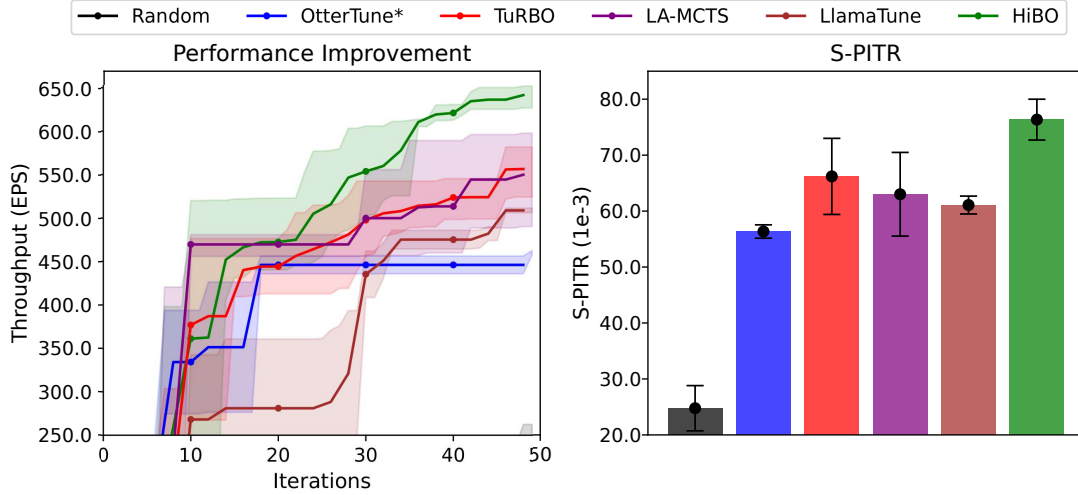 Random OtterTune* TuRBO LA-MCTS LlamaTune HiBO
Performance Improvement
Throughput (EPS)
650.0
600.0
550.0
500.0
450.0
400.0
350.0
300.0
250.0
0 10 20 30 40 50
Iterations
S-PITR
S-PITR (1e-3)
80.0
70.0
60.0
50.0
40.0
30.0
20.0